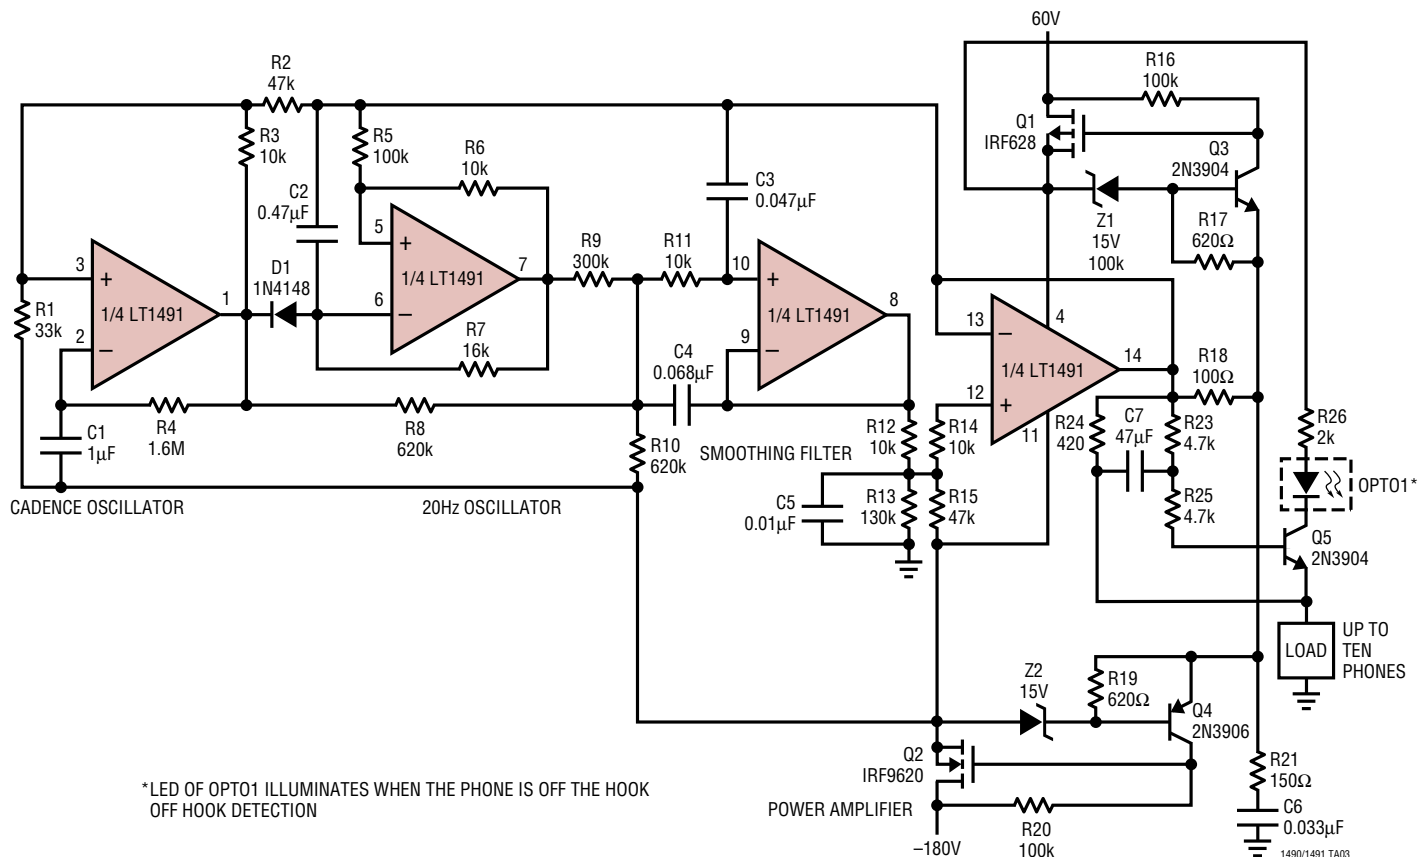 60V
R16
100k
R2
47k
R3
10k
R5
100k
R6
10k
Q1
IRF628
Q3
2N3904
C2
0.47µF
C3
0.047µF
Z1
15V
100k
R17
620Ω
5
+
1/4 LT1491
7
6
–
R9
300k
R11
10k
10
+
1/4 LT1491
8
9
–
3
+
1/4 LT1491
1
2
–
D1
1N4148
R1
33k
R7
16k
13
–
4
1/4 LT1491
14
12
+
11
R18
100Ω
C4
0.068µF
C1
1µF
R4
1.6M
R8
620k
R10
620k
SMOOTHING FILTER
R12
10k
R14
10k
R24
420
C7
47µF
R23
4.7k
R26
2k
OPTO1*
CADENCE OSCILLATOR
20Hz OSCILLATOR
C5
0.01µF
R13
130k
R15
47k
R25
4.7k
Q5
2N3904
LOAD
UP TO
TEN
PHONES
Z2
15V
R19
620Ω
Q4
2N3906
Q2
IRF9620
R21
150Ω
*LED OF OPTO1 ILLUMINATES WHEN THE PHONE IS OFF THE HOOK
OFF HOOK DETECTION
POWER AMPLIFIER
R20
100k
–180V
C6
0.033µF
1490/1491 TA03